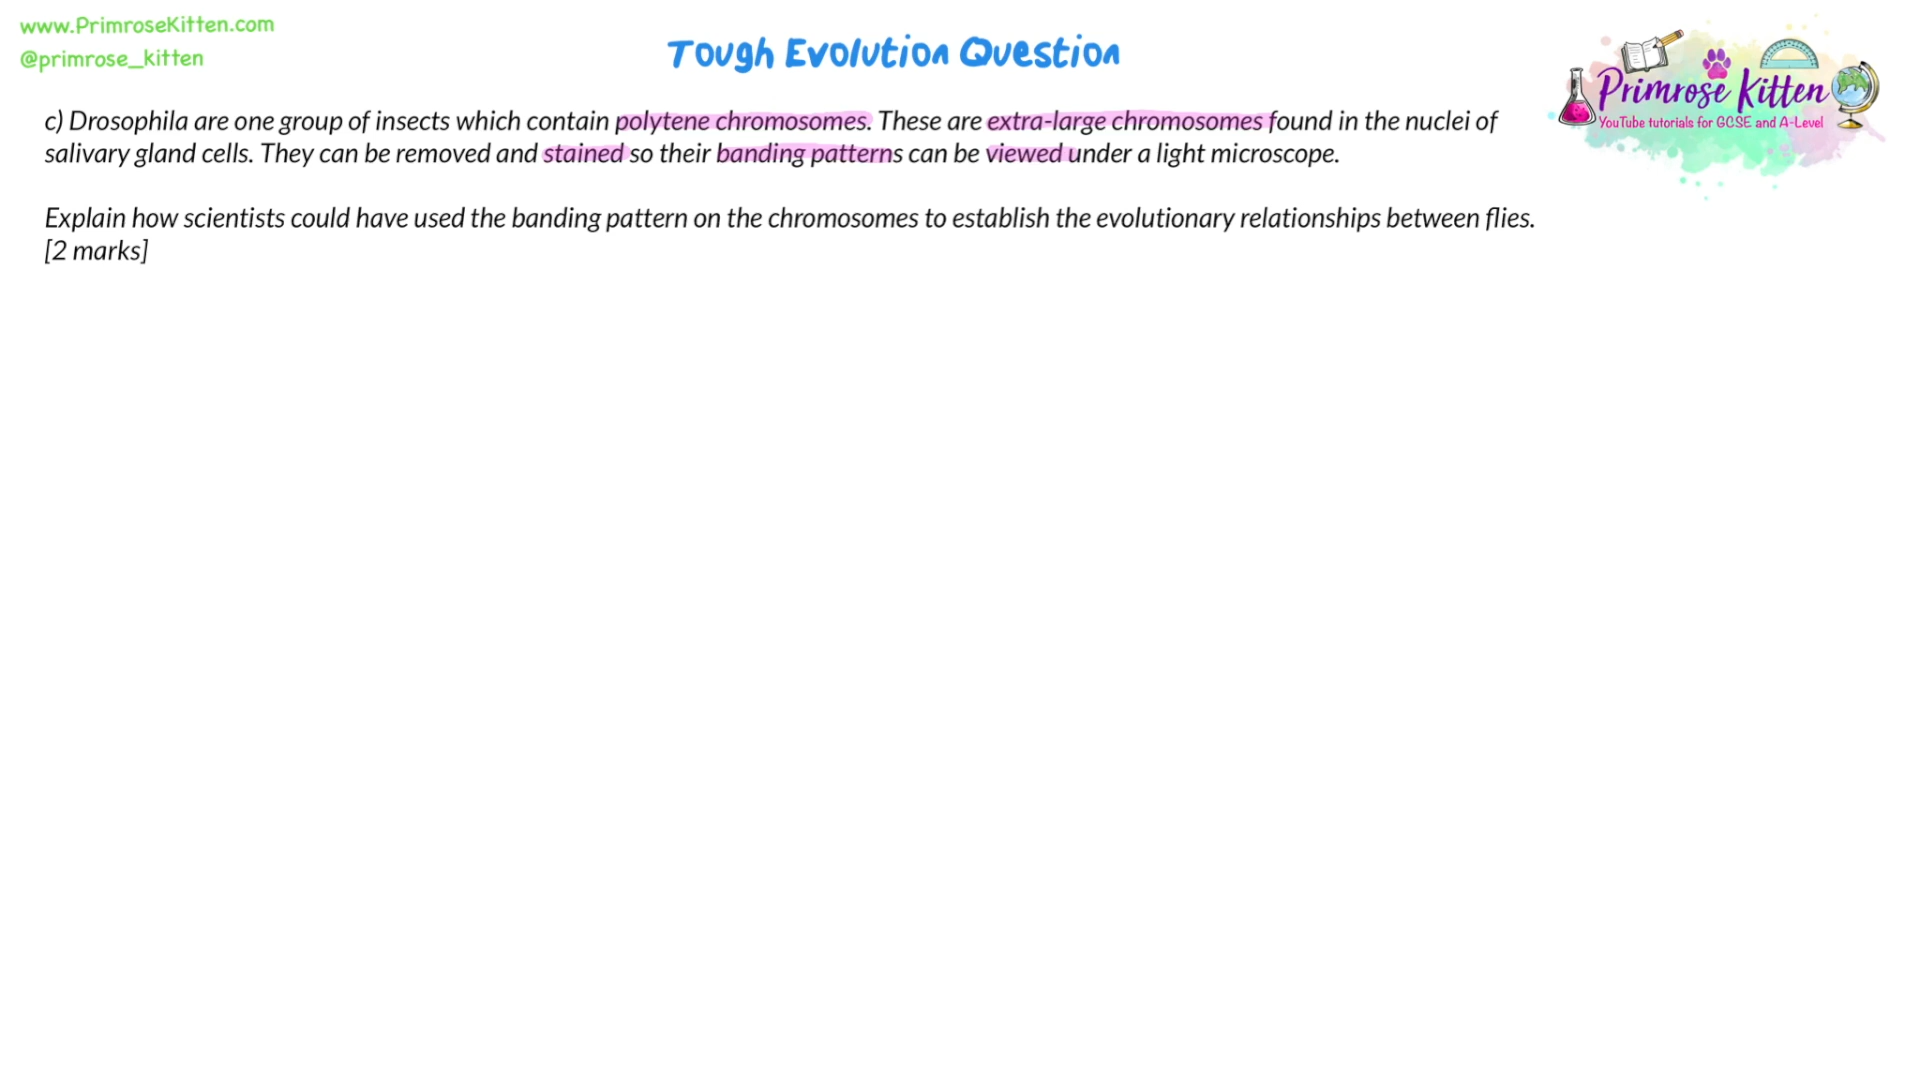 www.PrimroseKitten.com
@primrose_kitten
Tough Evolution Question
Primrose Kitten
YouTube tutorials for GCSE and A-Level
c) Drosophila are one group of insects which contain polytene chromosomes. These are extra-large chromosomes found in the nuclei of
salivary gland cells. They can be removed and stained so their banding patterns can be viewed under a light microscope.
Explain how scientists could have used the banding pattern on the chromosomes to establish the evolutionary relationships between flies.
[2 marks]